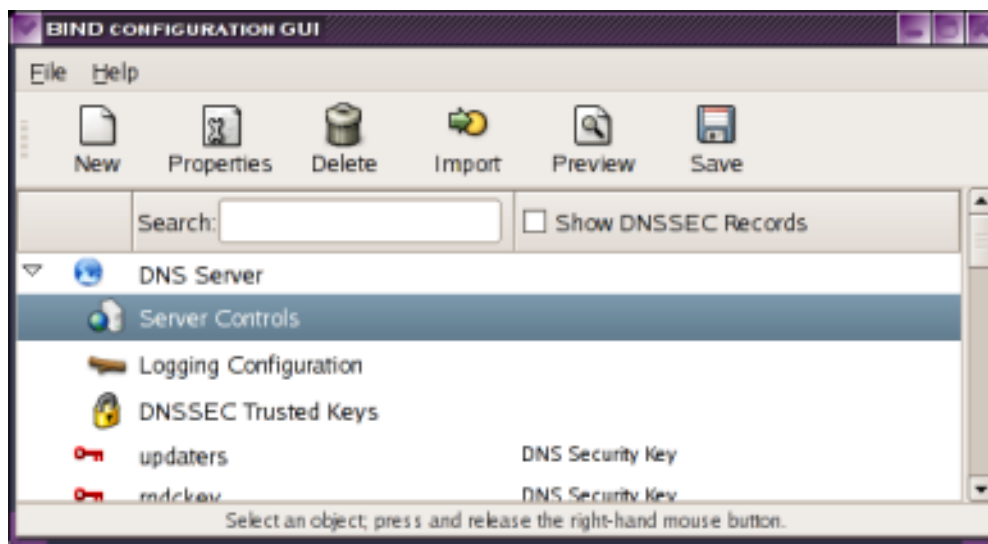 BIND CONFIGURATION GUI
File Help
New Properties Delete Import Preview Save
Search: Show DNSSEC Records
DNS Server
Server Controls
Logging Configuration
DNSSEC Trusted Keys
updaters DNS Security Key
rndckey DNS Security Key
Select an object; press and release the right-hand mouse button.